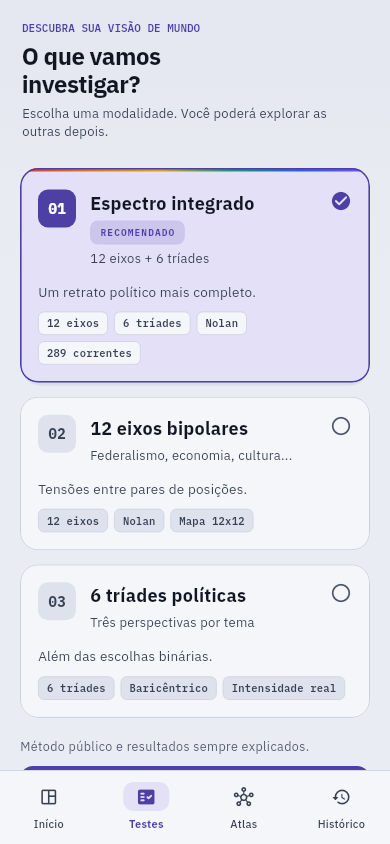 DESCUBRA SUA VISÃO DE MUNDO
O que vamos
investigar?
Escolha uma modalidade. Você poderá explorar as
outras depois.
01
Espectro integrado
RECOMENDADO
12 eixos + 6 tríades
Um retrato político mais completo.
12 eixos
6 tríades
Nolan
289 correntes
02
12 eixos bipolares
Federalismo, economia, cultura...
Tensões entre pares de posições.
12 eixos
Nolan
Mapa 12x12
03
6 tríades políticas
Três perspectivas por tema
Além das escolhas binárias.
6 tríades
Baricêntrico
Intensidade real
Método público e resultados sempre explicados.
Início
Testes
Atlas
Histórico